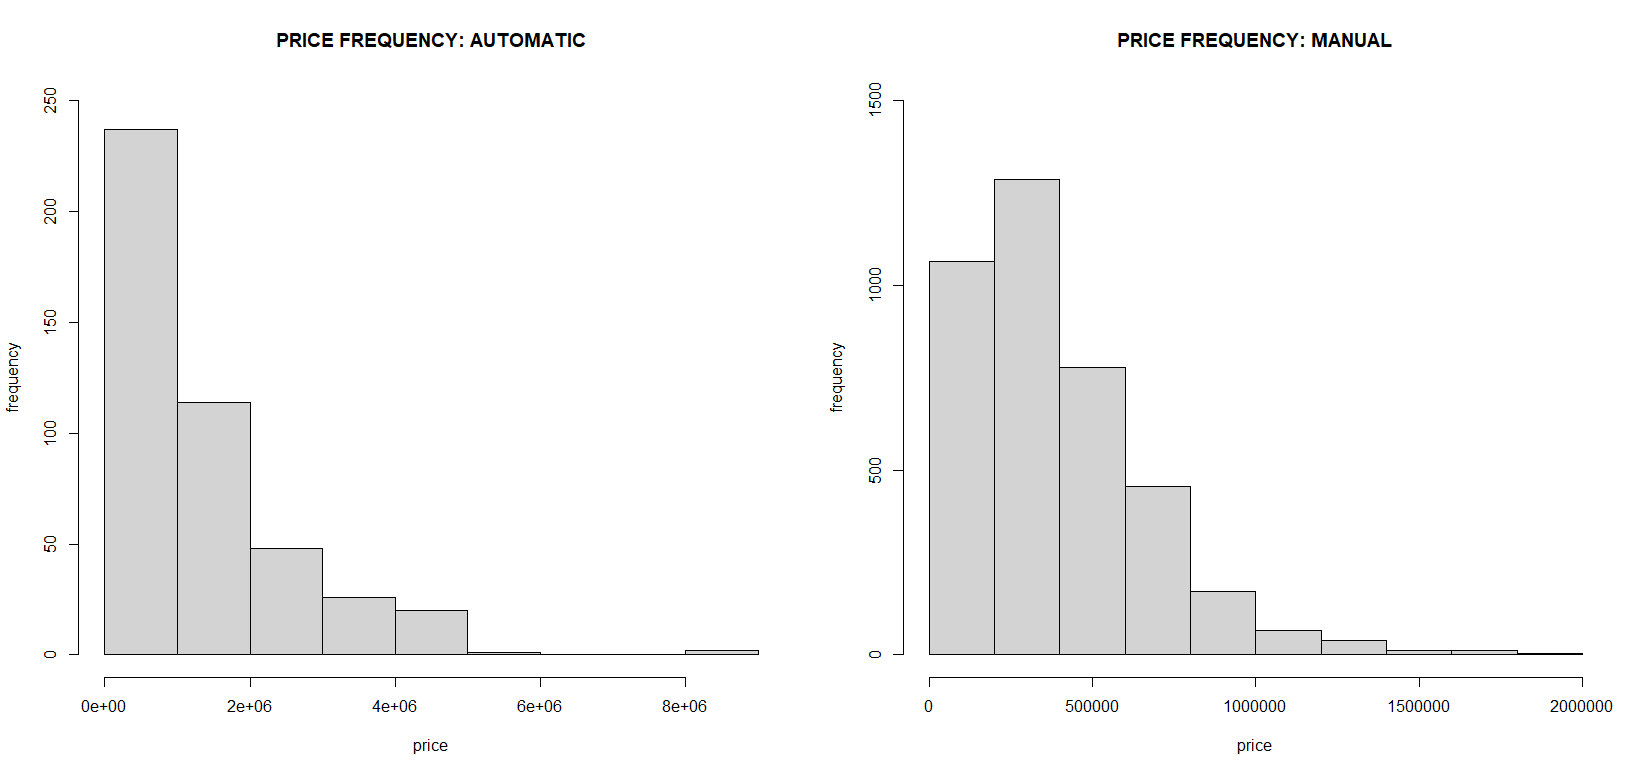 PRICE FREQUENCY: AUTOMATIC
250
200
150
100
50
0
frequency
0e+00 2e+06 4e+06 6e+06 8e+06
price
PRICE FREQUENCY: MANUAL
1500
1000
500
0
frequency
0 500000 1000000 1500000 2000000
price